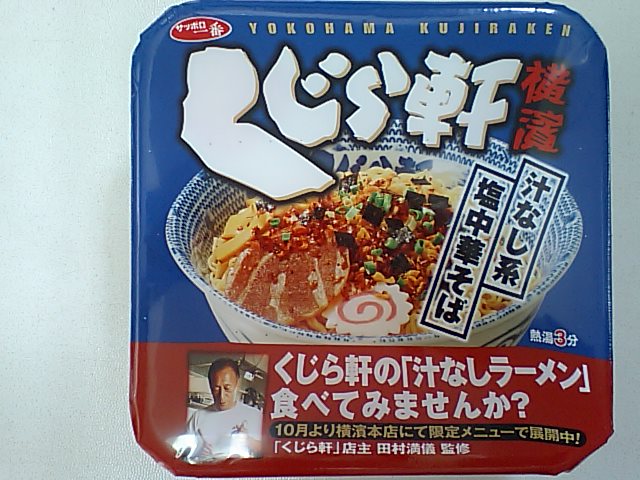 サッポロ一番
YOKOHAMA KUJIRAKEN
くじら軒
横濱
汁なし系
塩中華そば
熱湯3分
くじら軒の「汁なしラーメン」
食べてみませんか?
10月より横濱本店にて限定メニューで展開中!
「くじら軒」店主 田村満儀 監修